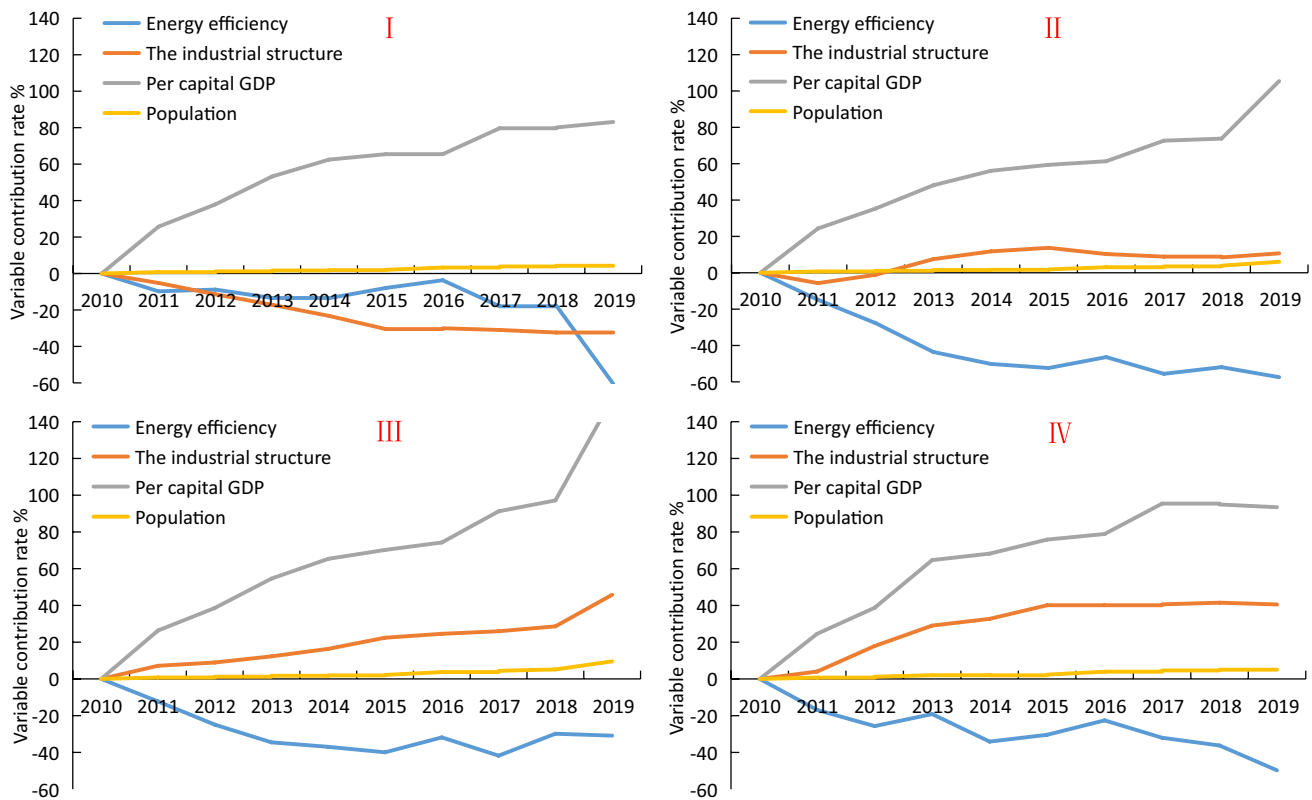 I
Variable contribution rate %
140
120
100
80
60
40
20
0
-20
-40
-60
Energy efficiency
The industrial structure
Per capital GDP
Population
2010 2011 2012 2013 2014 2015 2016 2017 2018 2019
II
Variable contribution rate %
140
120
100
80
60
40
20
0
-20
-40
-60
Energy efficiency
The industrial structure
Per capital GDP
Population
2010 2011 2012 2013 2014 2015 2016 2017 2018 2019
III
Variable contribution rate %
140
120
100
80
60
40
20
0
-20
-40
-60
Energy efficiency
The industrial structure
Per capital GDP
Population
2010 2011 2012 2013 2014 2015 2016 2017 2018 2019
IV
Variable contribution rate %
140
120
100
80
60
40
20
0
-20
-40
-60
Energy efficiency
The industrial structure
Per capital GDP
Population
2010 2011 2012 2013 2014 2015 2016 2017 2018 2019